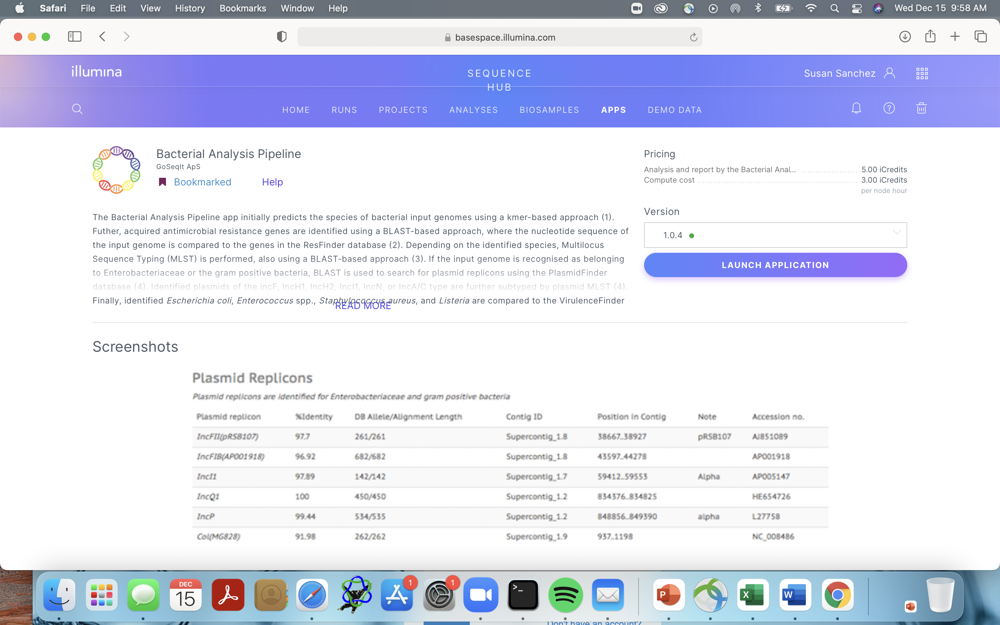 Safari File Edit View History Bookmarks Window Help Wed Dec 15 9:58 AM
basespace.illumina.com
illumina
SEQUENCE
HUB
Susan Sanchez
HOME RUNS PROJECTS ANALYSES BIOSAMPLES APPS DEMO DATA
Bacterial Analysis Pipeline
GoSeqIt ApS
Bookmarked Help
The Bacterial Analysis Pipeline app initially predicts the species of bacterial input genomes using a kmer-based approach (1).
Futher, acquired antimicrobial resistance genes are identified using a BLAST-based approach, where the nucleotide sequence of
the input genome is compared to the genes in the ResFinder database (2). Depending on the identified species, Multilocus
Sequence Typing (MLST) is performed, also using a BLAST-based approach (3). If the input genome is recognised as belonging
to Enterobacteriaceae or the gram positive bacteria, BLAST is used to search for plasmid replicons using the PlasmidFinder
database (4). Identified plasmids of the incF, IncH1, IncH2, IncI1, IncN, or IncA/C type are further subtyped by plasmid MLST (4).
Finally, identified Escherichia coli, Enterococcus spp., Staphylococcus aureus, and Listeria are compared to the VirulenceFinder
READ MORE
Pricing
Analysis and report by the Bacterial Anal... 5.00 iCredits
Compute cost 3.00 iCredits
per node hour
Version
1.0.4
LAUNCH APPLICATION
Screenshots
Plasmid Replicons
Plasmid replicons are identified for Enterobacteriaceae and gram positive bacteria
Plasmid replicon %Identity DB Allele/Alignment Length Contig ID Position in Contig Note Accession no.
IncFII(pRSB107) 97.7 261/261 Supercontig_1.8 38667..38927 pRSB107 AJ851089
IncFIB(AP001918) 96.92 682/682 Supercontig_1.8 43597..44278 AP001918
IncI1 97.89 142/142 Supercontig_1.7 59412..59553 Alpha AP005147
IncQ1 100 450/450 Supercontig_1.2 834376..834825 HE654726
IncP 99.44 534/535 Supercontig_1.2 848856..849390 alpha L27758
Col(MG828) 91.98 262/262 Supercontig_1.9 937..1198 NC_008486
DEC
15
1
1
>_
P
X
W
P
Don't have an account?